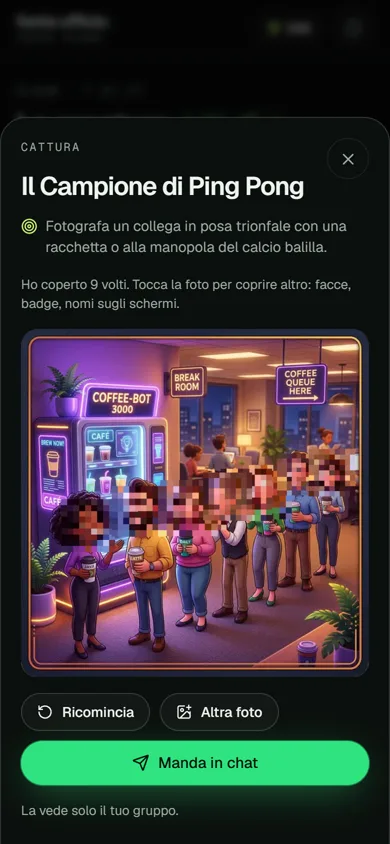 CATTURA
Il Campione di Ping Pong
Fotografa un collega in posa trionfale con una
racchetta o alla manopola del calcio balilla.
Ho coperto 9 volti. Tocca la foto per coprire altro: facce,
badge, nomi sugli schermi.
COFFEE-BOT
3000
BREAK
ROOM
COFFEE
QUEUE
HERE
BREW NOW!
CAFÉ
CAFÉ
Ricomincia
Altra foto
Manda in chat
La vede solo il tuo gruppo.